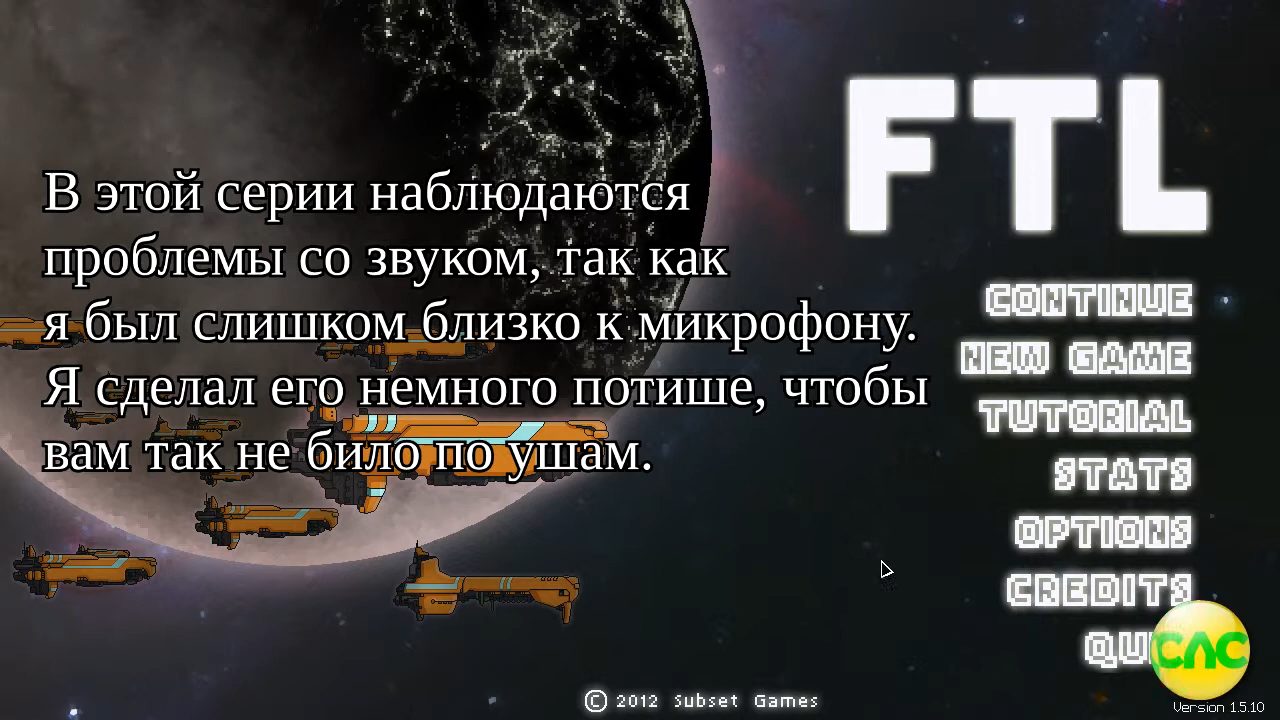 FTL
В этой серии наблюдаются
проблемы со звуком, так как
я был слишком близко к микрофону.
Я сделал его немного потише, чтобы
вам так не било по ушам.
CONTINUE
NEW GAME
TUTORIAL
STATS
OPTIONS
CREDITS
CAC
© 2012 Subset Games
Version 1.5.10